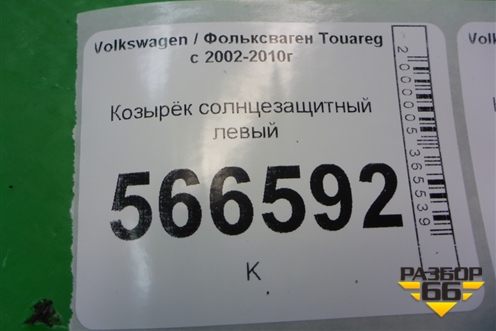 Volkswagen / Фольксваген Touareg
с 2002-2010г
Козырёк солнцезащитный
левый
566592
К
2000005365539
РАЗБОР
66